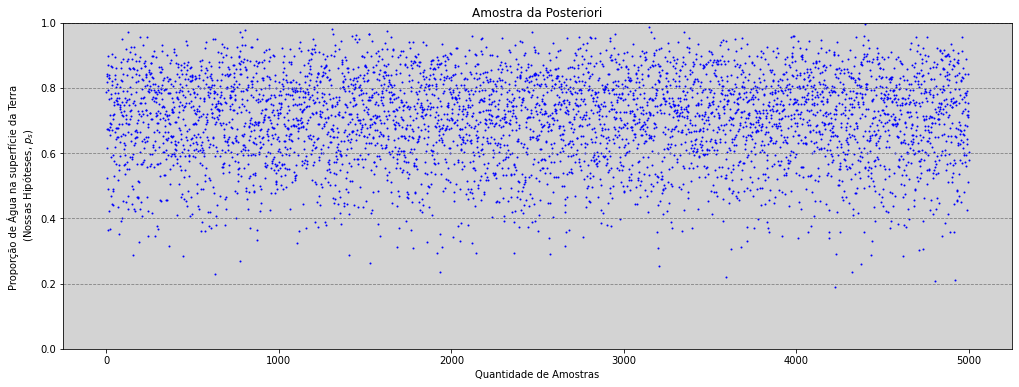 Amostra da Posteriori
Proporção de Água na superfície da Terra
(Nossas Hipóteses, pₛ)
1.0
0.8
0.6
0.4
0.2
0.0
0 1000 2000 3000 4000 5000
Quantidade de Amostras